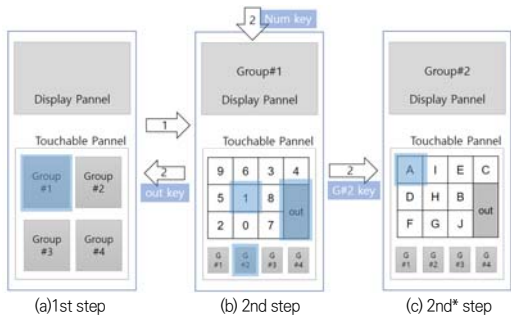 Display Pannel
Touchable Pannel
Group
#1
Group
#2
Group
#3
Group
#4
(a)1st step
1
2
out key
2 Num key
Group#1
Display Pannel
Touchable Pannel
9 6 3 4
5 1 8
out
2 0 7
G
#1
G
#2
G
#3
G
#4
(b) 2nd step
2
G#2 key
Group#2
Display Pannel
Touchable Pannel
A I E C
D H B
out
F G J
G
#1
G
#2
G
#3
G
#4
(c) 2nd* step